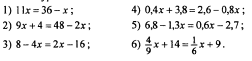 1) 11x = 36 - x ;
2) 9x + 4 = 48 - 2x ;
3) 8 - 4x = 2x - 16 ;
4) 0,4x + 3,8 = 2,6 - 0,8x ;
5) 6,8 - 1,3x = 0,6x - 2,7 ;
6) 4/9 x + 14 = 1/6 x + 9 .